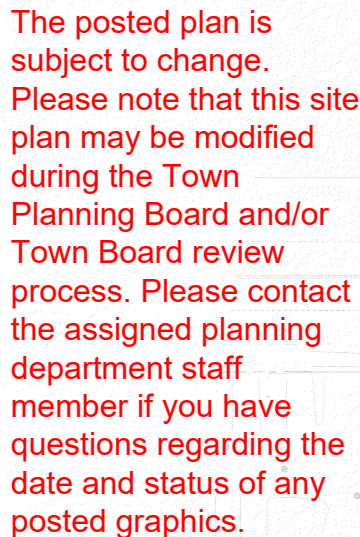 The posted plan is
subject to change.
Please note that this site
plan may be modified
during the Town
Planning Board and/or
Town Board review
process. Please contact
the assigned planning
department staff
member if you have
questions regarding the
date and status of any
posted graphics.